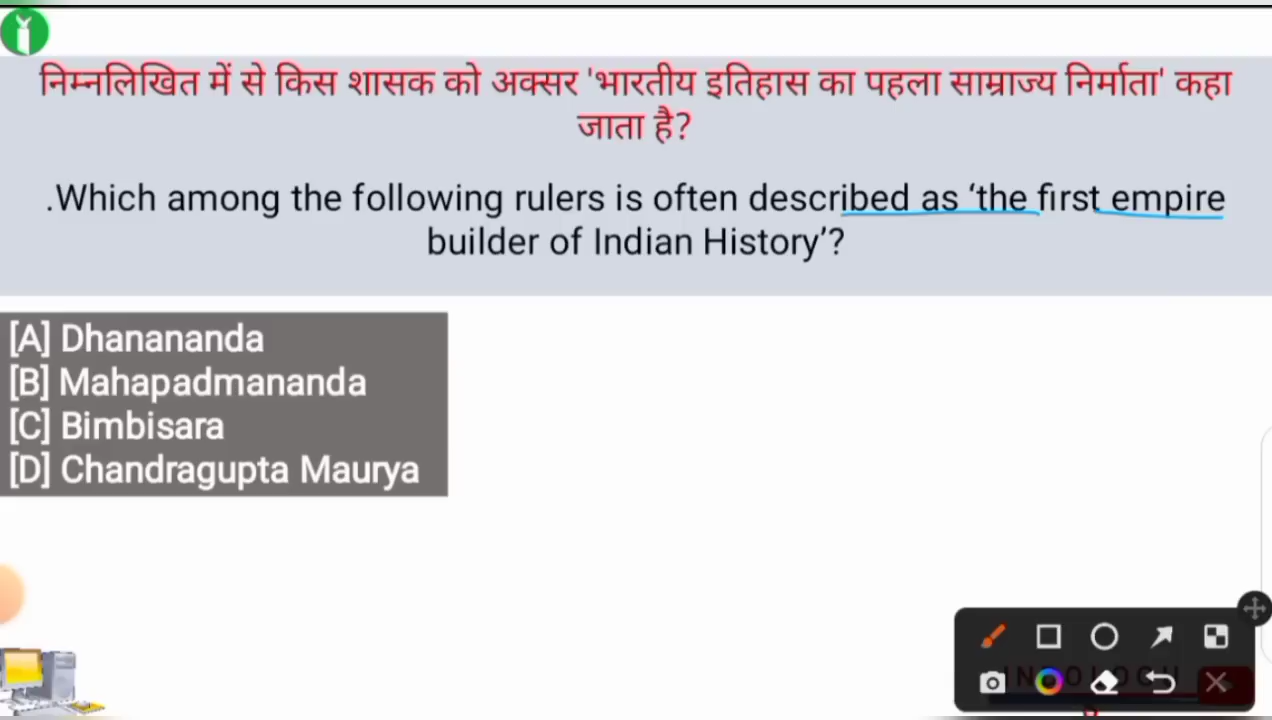 निम्नलिखित में से किस शासक को अक्सर 'भारतीय इतिहास का पहला साम्राज्य निर्माता' कहा
जाता है?
.Which among the following rulers is often described as ‘the first empire
builder of Indian History’?
[A] Dhanananda
[B] Mahapadmananda
[C] Bimbisara
[D] Chandragupta Maurya